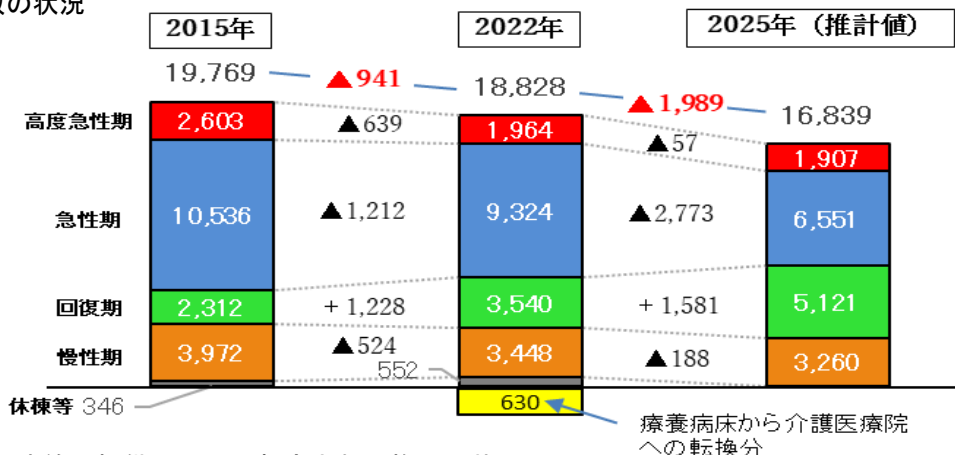 の状況
2015年 2022年 2025年（推計値）
19,769 ▲941 18,828 ▲1,989 16,839
高度急性期 2,603 ▲639 1,964 ▲57 1,907
急性期 10,536 ▲1,212 9,324 ▲2,773 6,551
回復期 2,312 + 1,228 3,540 + 1,581 5,121
慢性期 3,972 ▲524 3,448 ▲188 3,260
552
休棟等 346
630
療養病床から介護医療院
への転換分